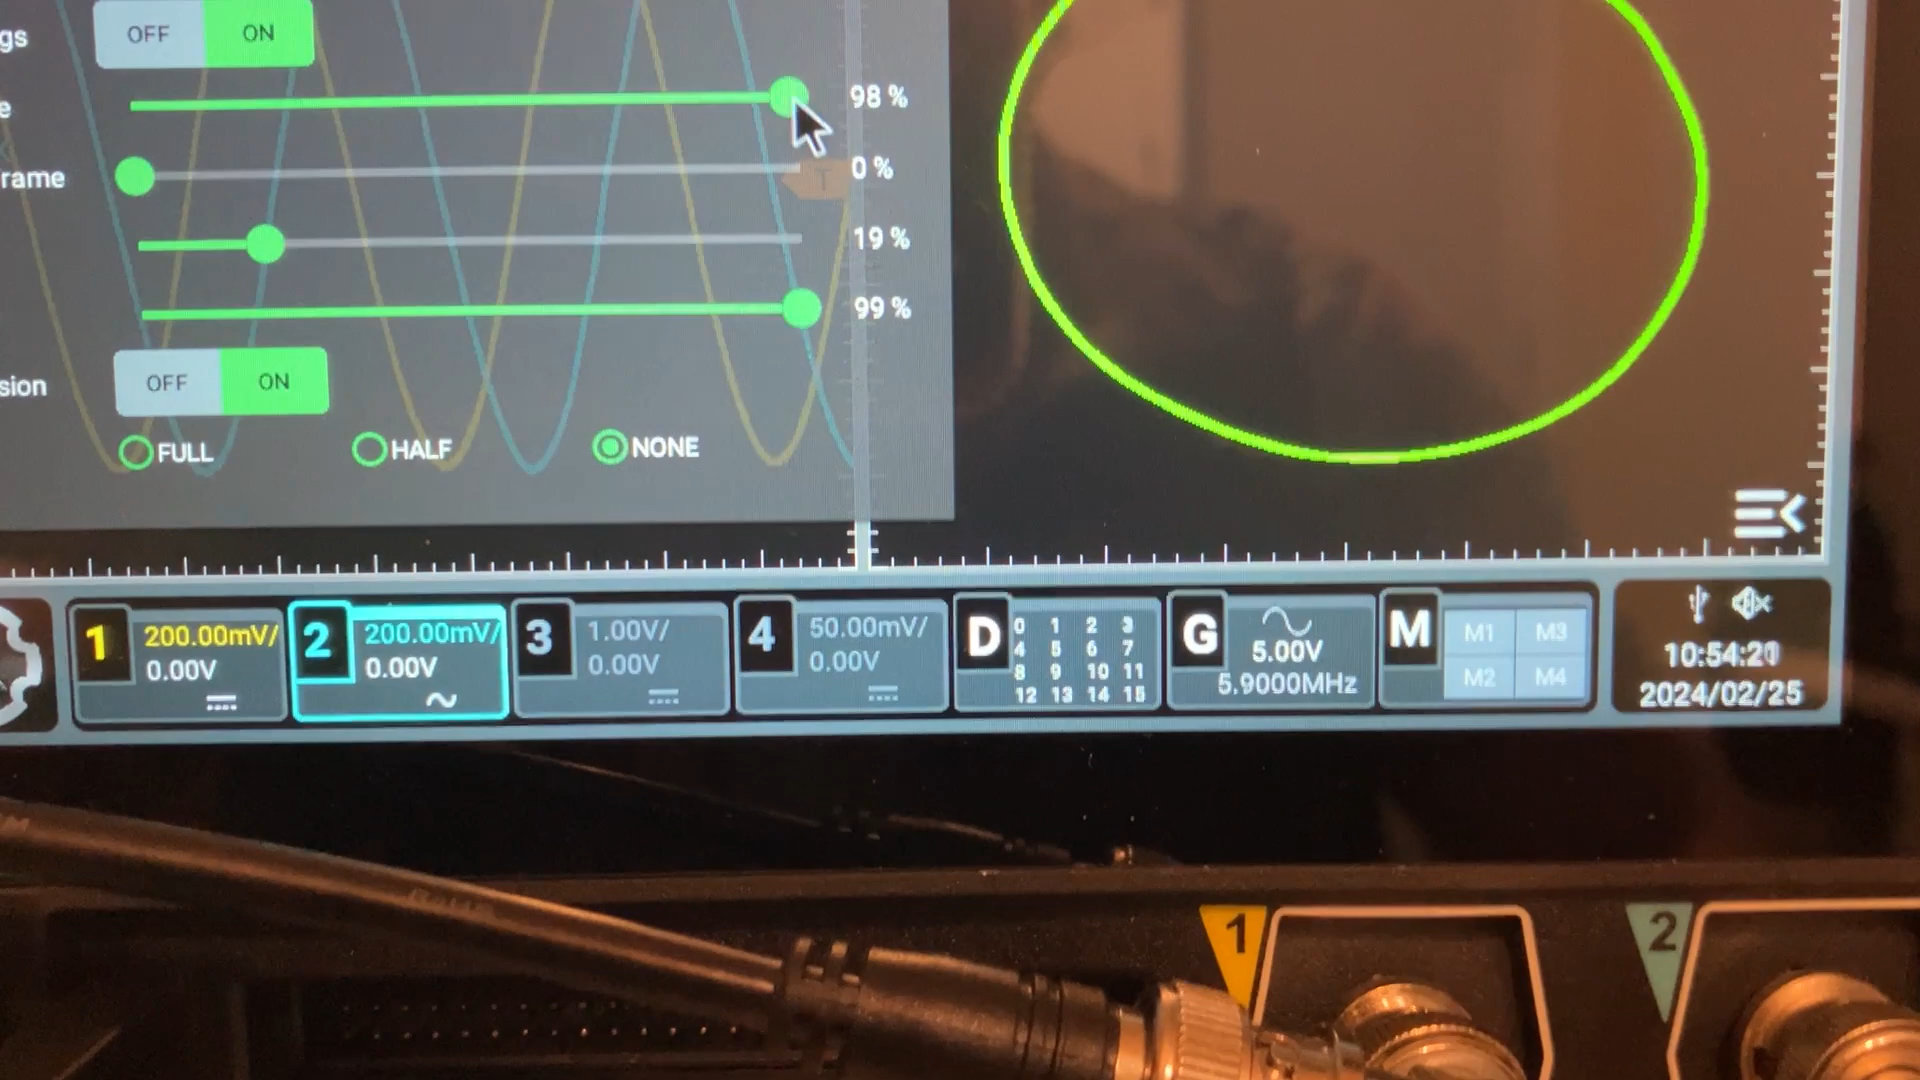 gs OFF ON
e 98 %
rame 0 %
T
19 %
99 %
sion OFF ON
FULL HALF NONE
1 200.00mV/ 0.00V
2 200.00mV/ 0.00V
3 1.00V/ 0.00V
4 50.00mV/ 0.00V
D 0 1 2 3
4 5 6 7
8 9 10 11
12 13 14 15
G 5.00V
5.9000MHz
M M1 M3
M2 M4
2024/02/25
1 2